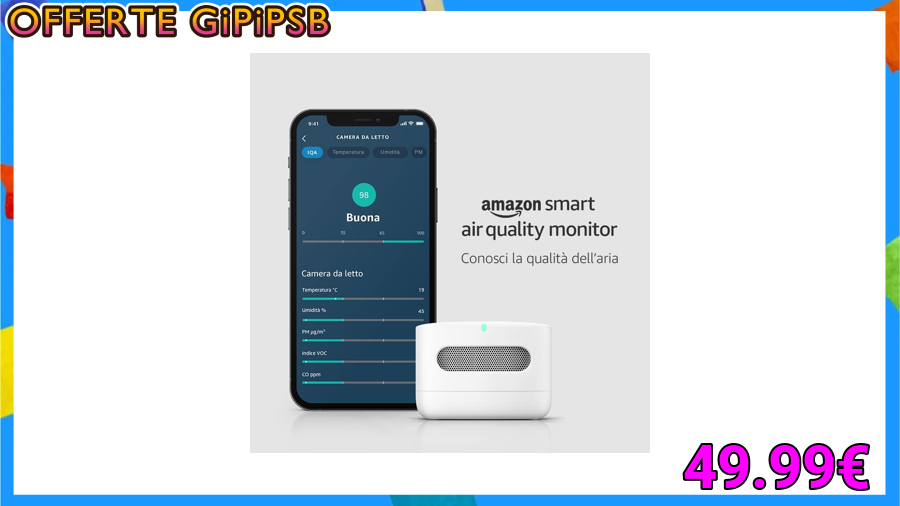 OFFERTE GiPiPSB
9:41
CAMERA DA LETTO
IQA Temperatura Umidità PM
98
Buona
0 35 65 100
Camera da letto
Temperatura °C 19
Umidità % 45
PM µg/m³
Indice VOC
CO ppm
amazon smart
air quality monitor
Conosci la qualità dell'aria
49.99€